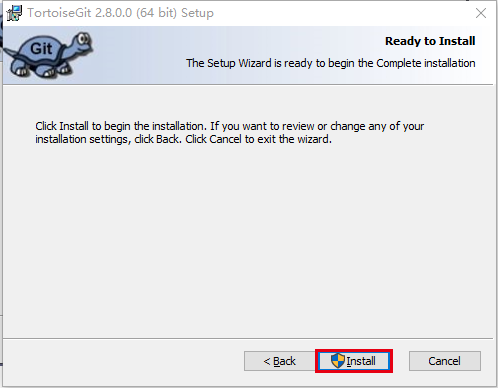 TortoiseGit 2.8.0.0 (64 bit) Setup
Git
Ready to Install
The Setup Wizard is ready to begin the Complete installation
Click Install to begin the installation. If you want to review or change any of your
installation settings, click Back. Click Cancel to exit the wizard.
< Back
Install
Cancel